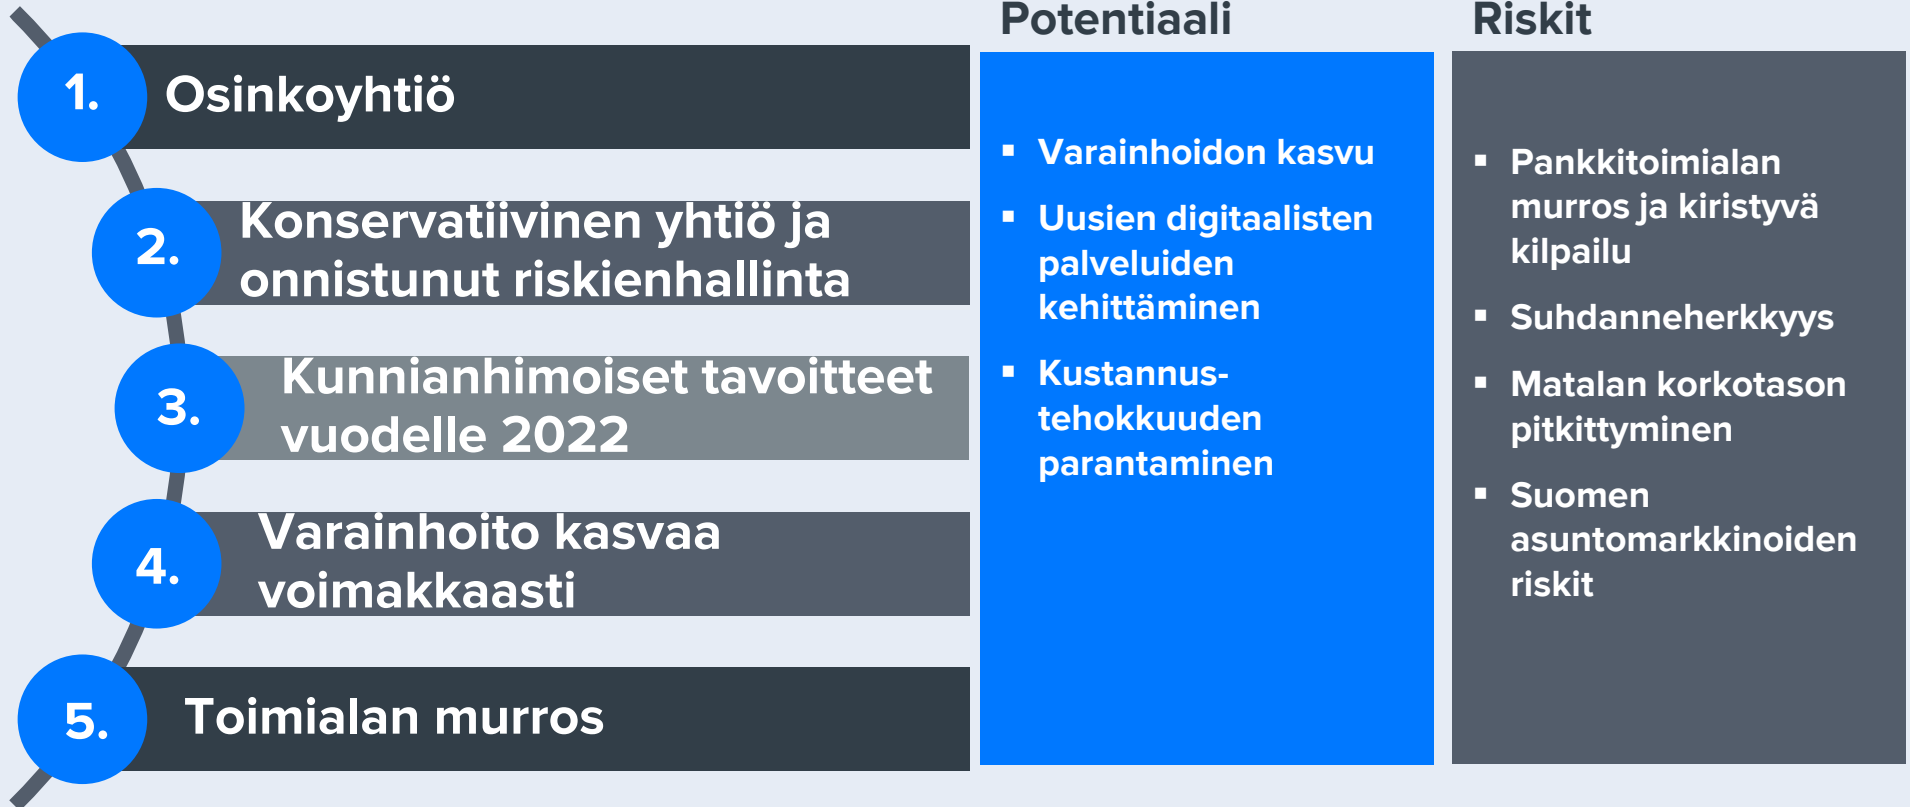 1.
Osinkoyhtiö
2.
Konservatiivinen yhtiö ja
onnistunut riskienhallinta
3.
Kunnianhimoiset tavoitteet
vuodelle 2022
4.
Varainhoito kasvaa
voimakkaasti
5.
Toimialan murros
Potentiaali
▪ Varainhoidon kasvu
▪ Uusien digitaalisten
palveluiden
kehittäminen
▪ Kustannus-
tehokkuuden
parantaminen
Riskit
▪ Pankkitoimialan
murros ja kiristyvä
kilpailu
▪ Suhdanneherkkyys
▪ Matalan korkotason
pitkittyminen
▪ Suomen
asuntomarkkinoiden
riskit